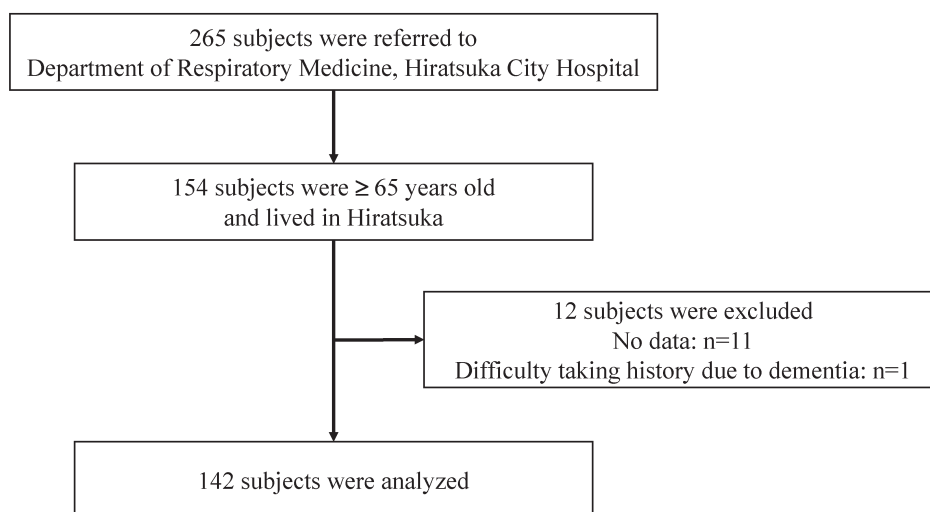 265 subjects were referred to
Department of Respiratory Medicine, Hiratsuka City Hospital
154 subjects were ≥ 65 years old
and lived in Hiratsuka
12 subjects were excluded
No data: n=11
Difficulty taking history due to dementia: n=1
142 subjects were analyzed